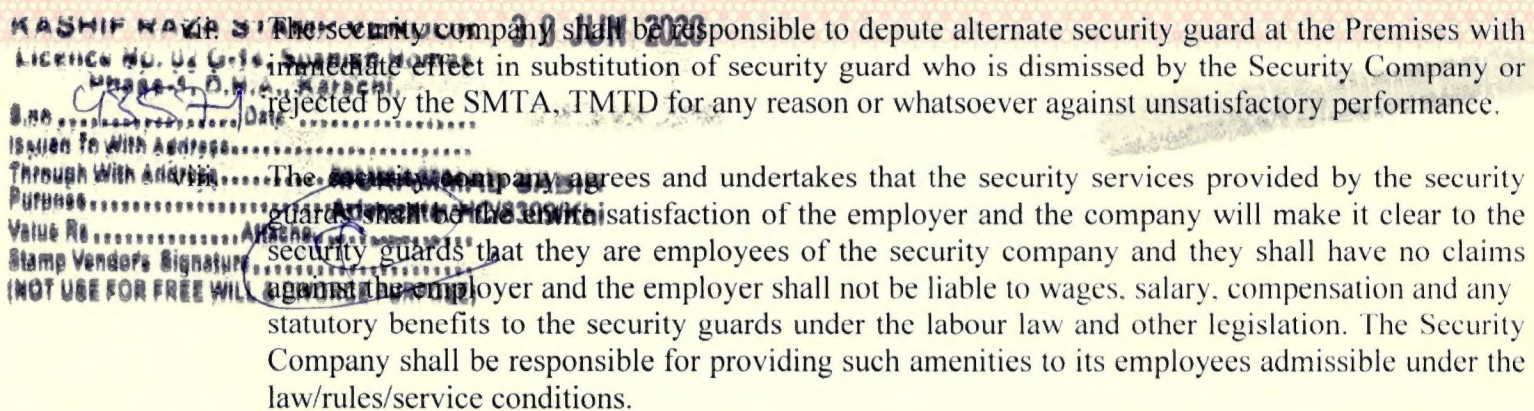 KASHIF RAZA
30 JUN 2020
vii. The security company shall be responsible to depute alternate security guard at the Premises with
Licence No.
immediate effect in substitution of security guard who is dismissed by the Security Company or
Phase-1, D.H.A., Karachi.
rejected by the SMTA, TMTD for any reason or whatsoever against unsatisfactory performance.
S.no ........ Date ........
Issued To With Address........
Through With Address........
viii. The security company agrees and undertakes that the security services provided by the security
Purpose........
guards shall be the entire satisfaction of the employer and the company will make it clear to the
Value Rs........ Attache........
security guards that they are employees of the security company and they shall have no claims
Stamp Vendor's Signature........
against the employer and the employer shall not be liable to wages, salary, compensation and any
(NOT USE FOR FREE WILL
statutory benefits to the security guards under the labour law and other legislation. The Security
Company shall be responsible for providing such amenities to its employees admissible under the
law/rules/service conditions.